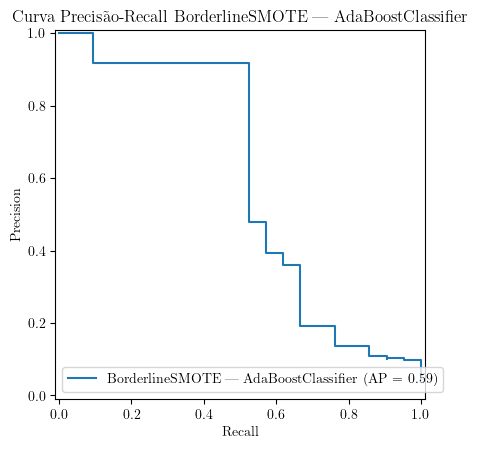 Curva Precisão-Recall BorderlineSMOTE — AdaBoostClassifier
1.0
0.8
0.6
0.4
0.2
0.0
Precision
BorderlineSMOTE — AdaBoostClassifier (AP = 0.59)
0.0 0.2 0.4 0.6 0.8 1.0
Recall